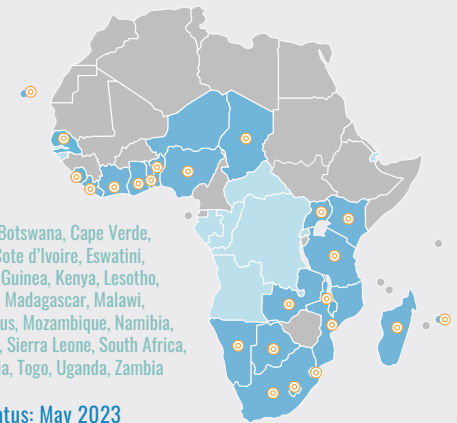 Botswana, Cape Verde,
Cote d'Ivoire, Eswatini,
Guinea, Kenya, Lesotho,
Madagascar, Malawi,
Mozambique, Namibia,
, Sierra Leone, South Africa,
Togo, Uganda, Zambia
May 2023